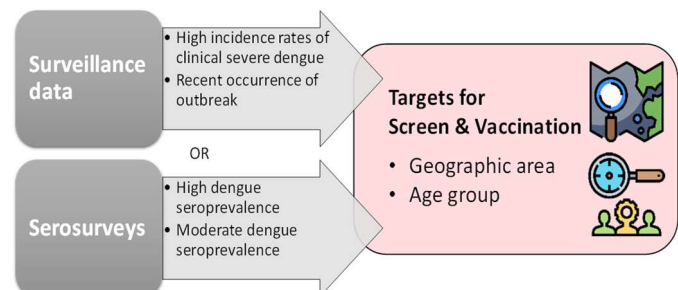 Surveillance
data
• High incidence rates of
clinical severe dengue
• Recent occurrence of
outbreak
OR
Serosurveys
• High dengue
seroprevalence
• Moderate dengue
seroprevalence
Targets for
Screen & Vaccination
• Geographic area
• Age group